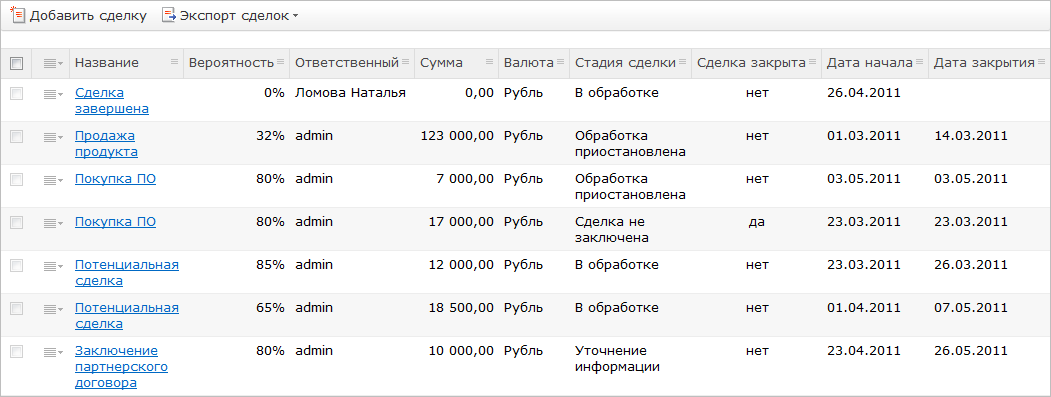 Добавить сделку Экспорт сделок
Название Вероятность Ответственный Сумма Валюта Стадия сделки Сделка закрыта Дата начала Дата закрытия
Сделка завершена 0% Ломова Наталья 0,00 Рубль В обработке нет 26.04.2011
Продажа продукта 32% admin 123 000,00 Рубль Обработка приостановлена нет 01.03.2011 14.03.2011
Покупка ПО 80% admin 7 000,00 Рубль Обработка приостановлена нет 03.05.2011 03.05.2011
Покупка ПО 80% admin 17 000,00 Рубль Сделка не заключена да 23.03.2011 23.03.2011
Потенциальная сделка 85% admin 12 000,00 Рубль В обработке нет 23.03.2011 26.03.2011
Потенциальная сделка 65% admin 18 500,00 Рубль В обработке нет 01.04.2011 07.05.2011
Заключение партнерского договора 80% admin 10 000,00 Рубль Уточнение информации нет 23.04.2011 26.05.2011